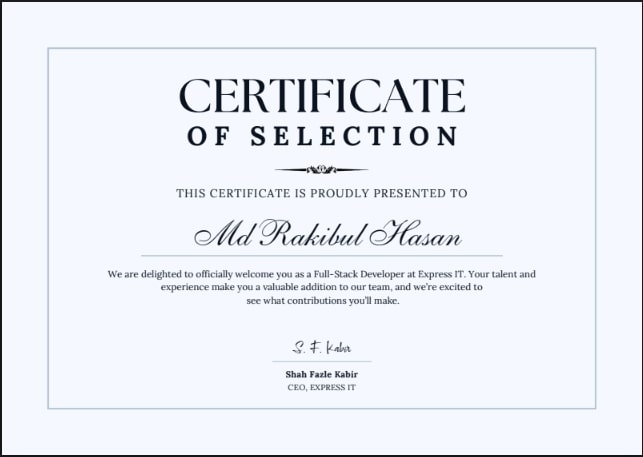 CERTIFICATE
OF SELECTION
THIS CERTIFICATE IS PROUDLY PRESENTED TO
Md Rakibul Hasan
We are delighted to officially welcome you as a Full-Stack Developer at Express IT. Your talent and
experience make you a valuable addition to our team, and we're excited to
see what contributions you'll make.
S. F. Kabir
Shah Fazle Kabir
CEO, EXPRESS IT